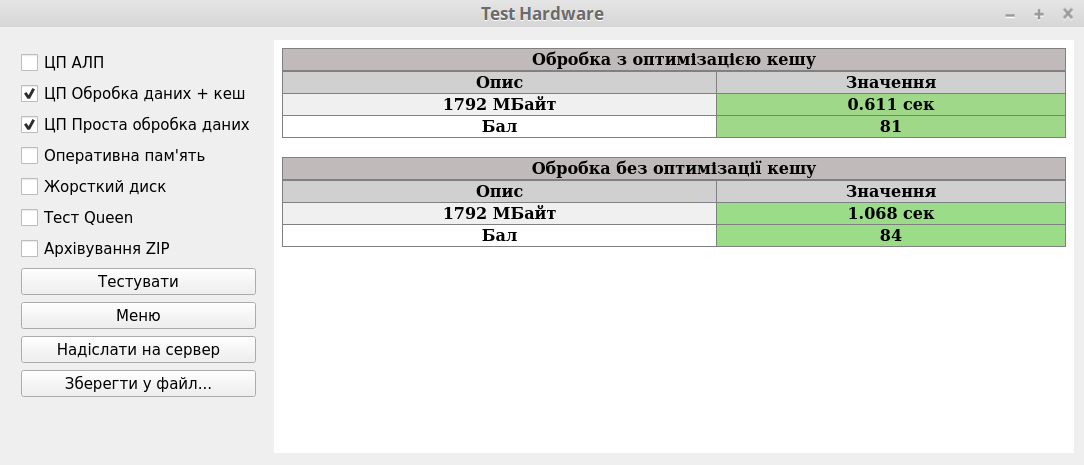 Test Hardware
ЦП АЛП
ЦП Обробка даних + кеш
ЦП Проста обробка даних
Оперативна пам'ять
Жорсткий диск
Тест Queen
Архівування ZIP
Тестувати
Меню
Надіслати на сервер
Зберегти у файл...
Обробка з оптимізацією кешу
Опис Значення
1792 МБайт 0.611 сек
Бал 81
Обробка без оптимізації кешу
Опис Значення
1792 МБайт 1.068 сек
Бал 84